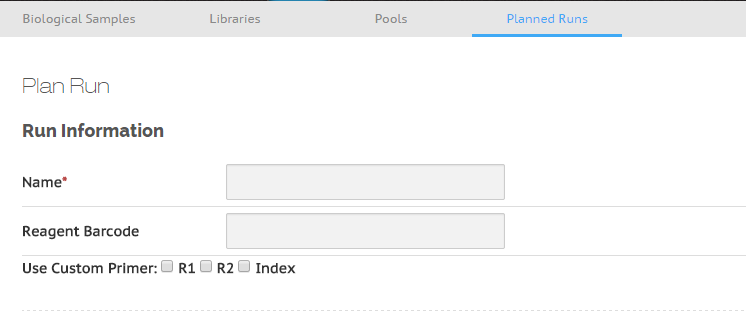 Biological Samples Libraries Pools Planned Runs
Plan Run
Run Information
Name*
Reagent Barcode
Use Custom Primer: R1 R2 Index